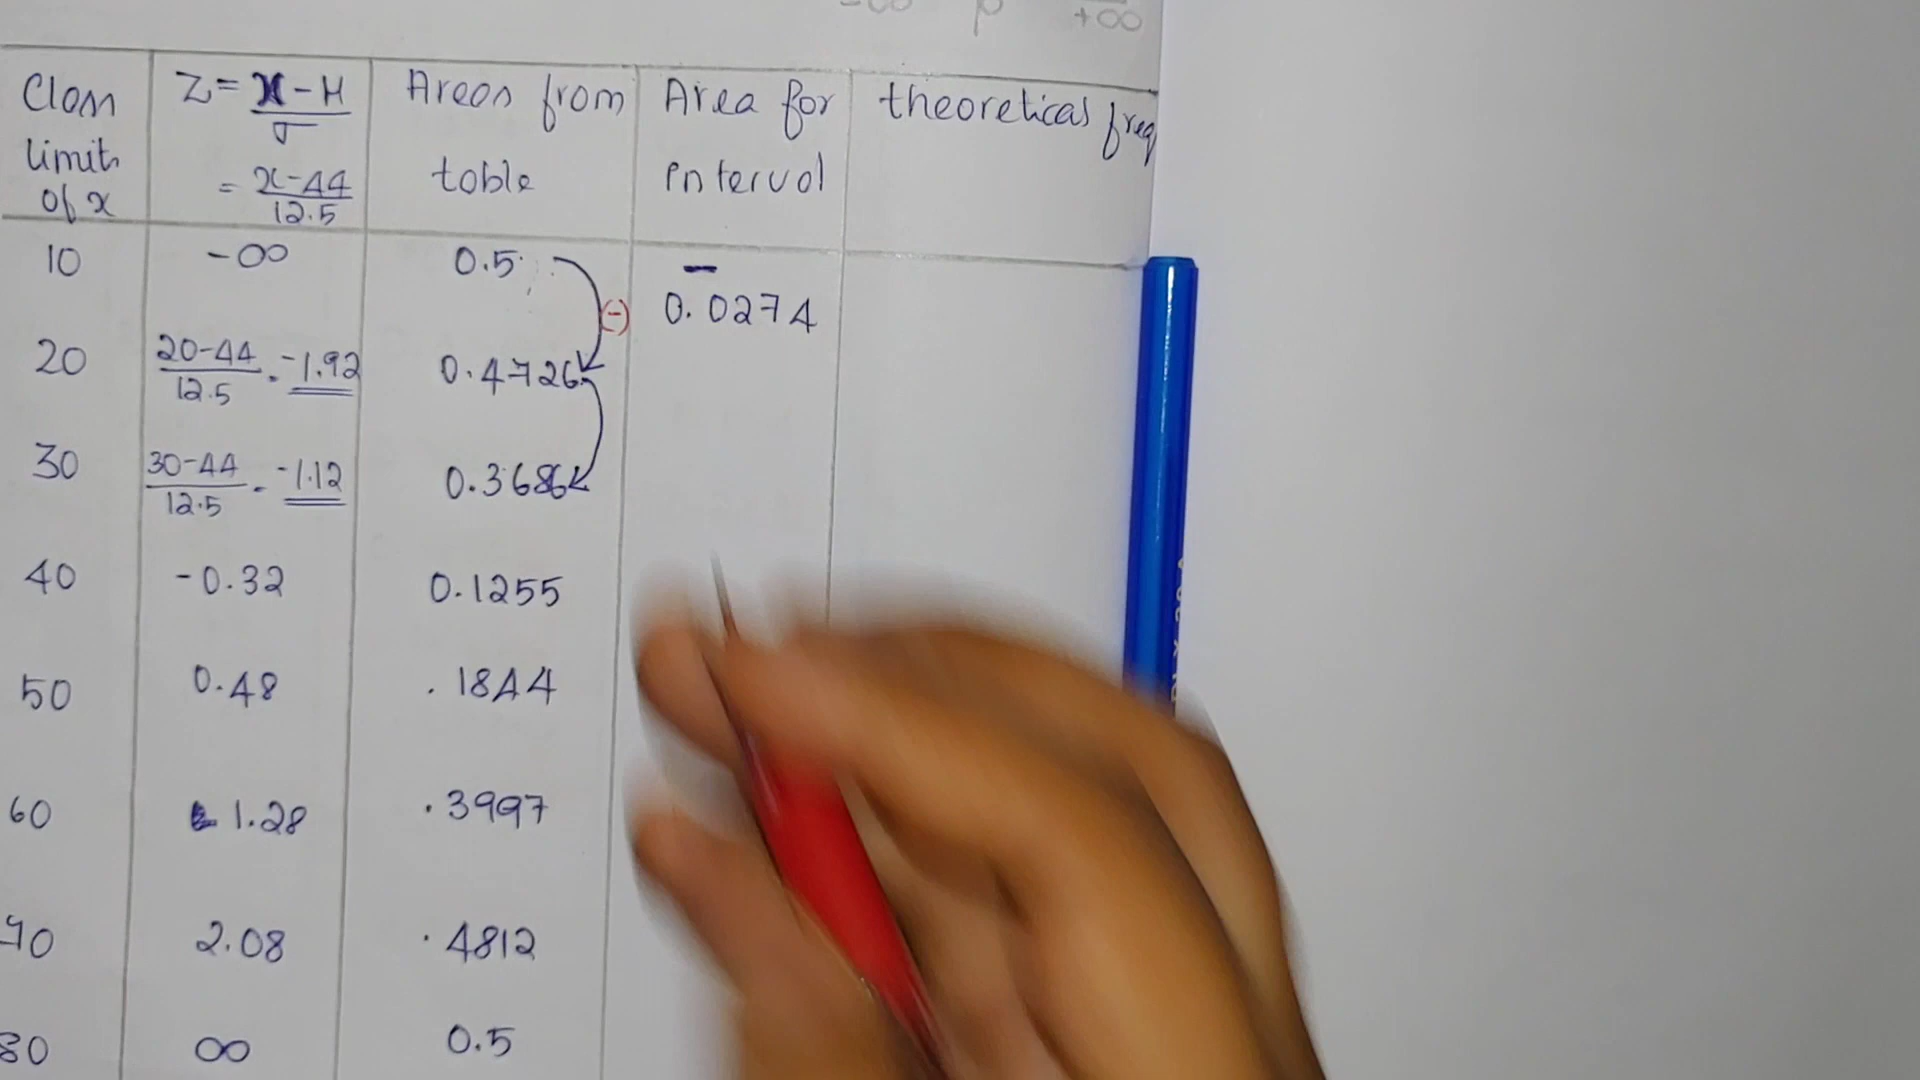 -∞ p +∞
Class limits of x | Z = x-μ / σ = x-44 / 12.5 | Areas from table | Area for interval | theoretical freq
10 | -∞ | 0.5 | -
(-) 0.0274
20 | 20-44 / 12.5 = -1.92 | 0.4726
30 | 30-44 / 12.5 = -1.12 | 0.3686
40 | -0.32 | 0.1255
50 | 0.48 | .1844
60 | 1.28 | .3997
70 | 2.08 | .4812
80 | ∞ | 0.5